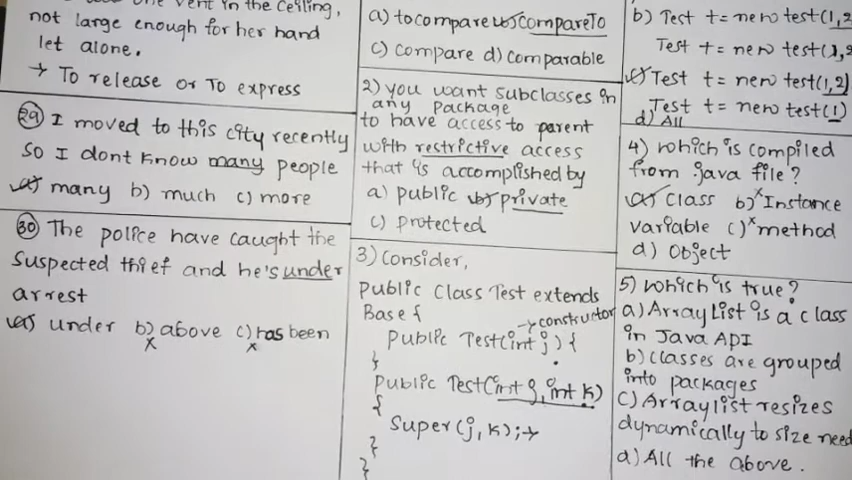 one vent in the ceiling,
not large enough for her hand
let alone.
→ To release or To express
29 I moved to this city recently
so I dont know many people
a) many b) much c) more
30 The police have caught the
suspected thief and he's under
arrest
a) under b) above c) has been
x x
a) to compare b) compareTo
c) compare d) comparable
2) you want subclasses in
any package
to have access to parent
with restrictive access
that is accomplished by
a) public b) private
c) protected
3) Consider,
public class Test extends
Base {
→ constructor
public Test(int j) {
}
public Test(int j, int k)
{
Super(j, k); →
}
}
b) Test t = new test(1,2
Test t = new test(1,2
c) Test t = new test(1,2)
Test t = new test(1)
d) All
4) which is compiled
from .java file?
a) class b) x Instance
variable c) x method
d) Object
5) which is true?
a) ArrayList is a class
in Java API
b) classes are grouped
into packages
c) Arraylist resizes
dynamically to size need
d) All the above.